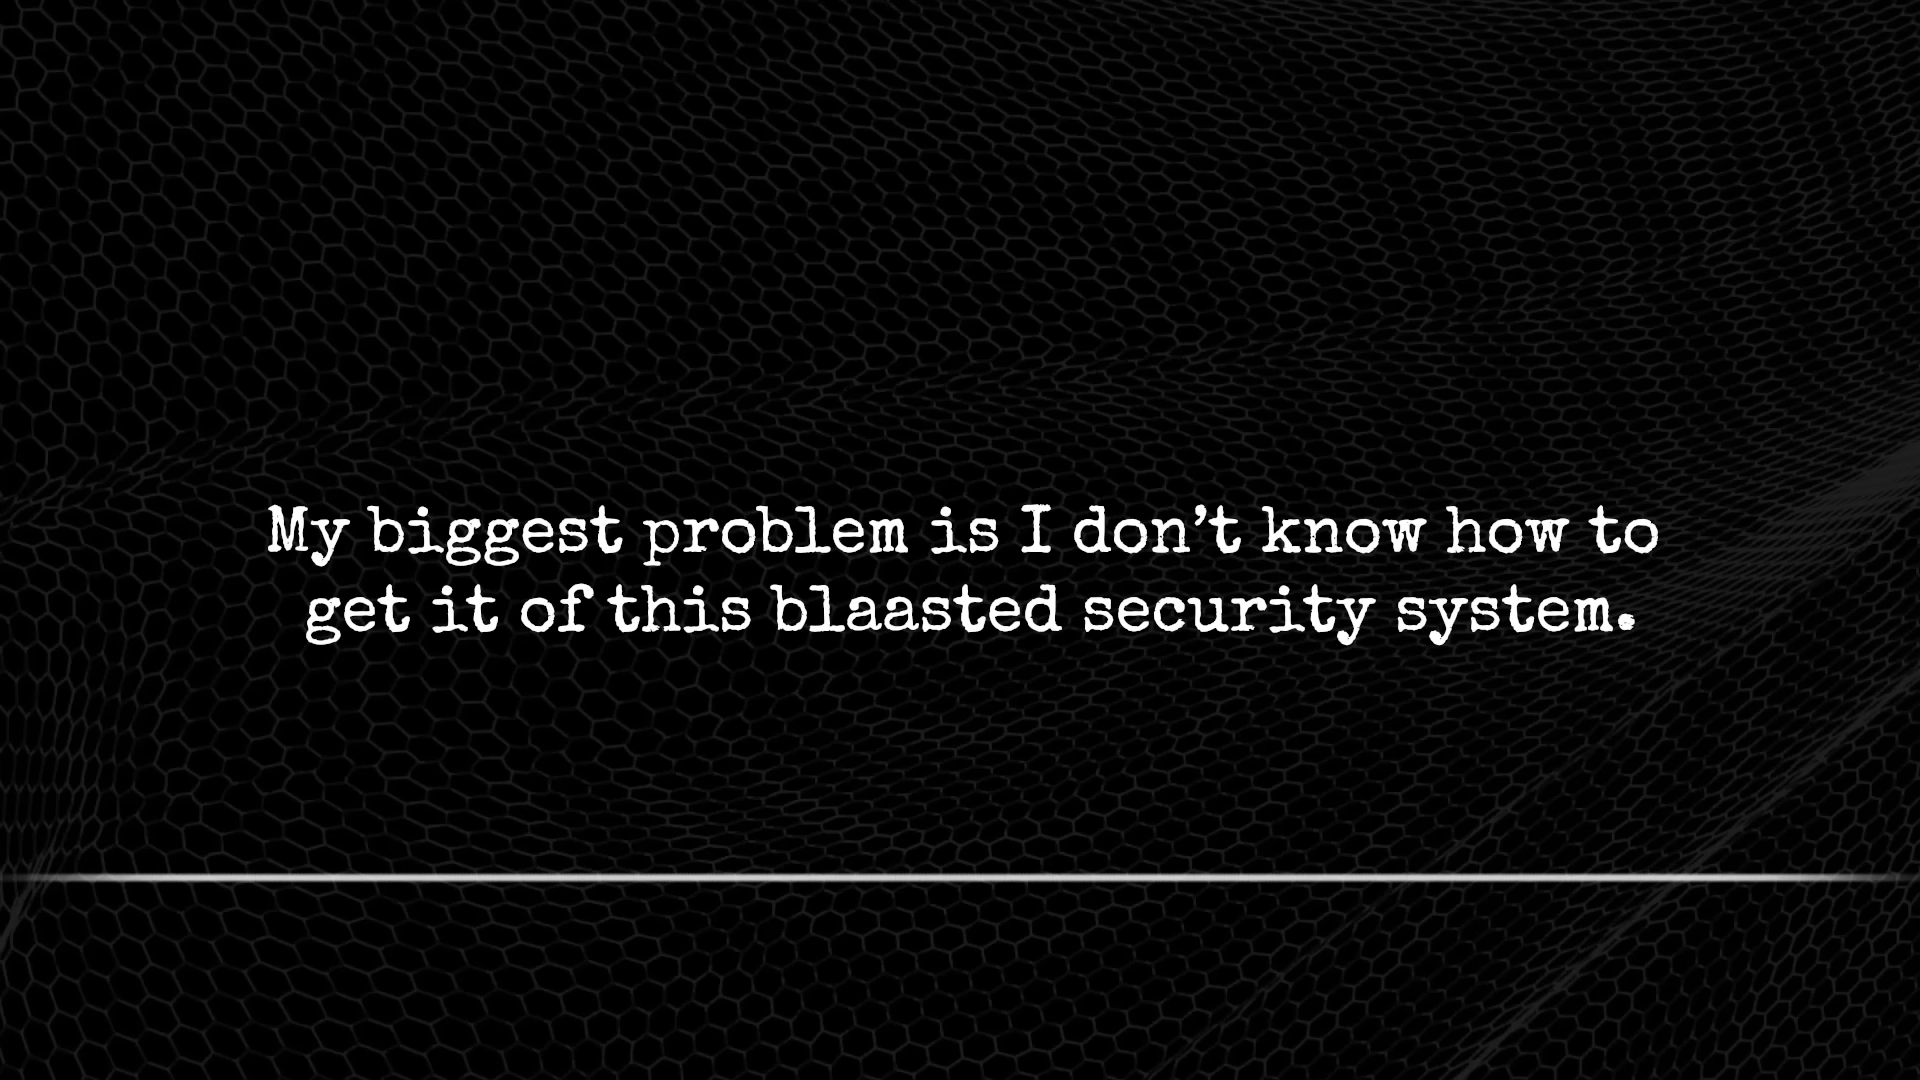 My biggest problem is I don’t know how to
get it of this blaasted security system.